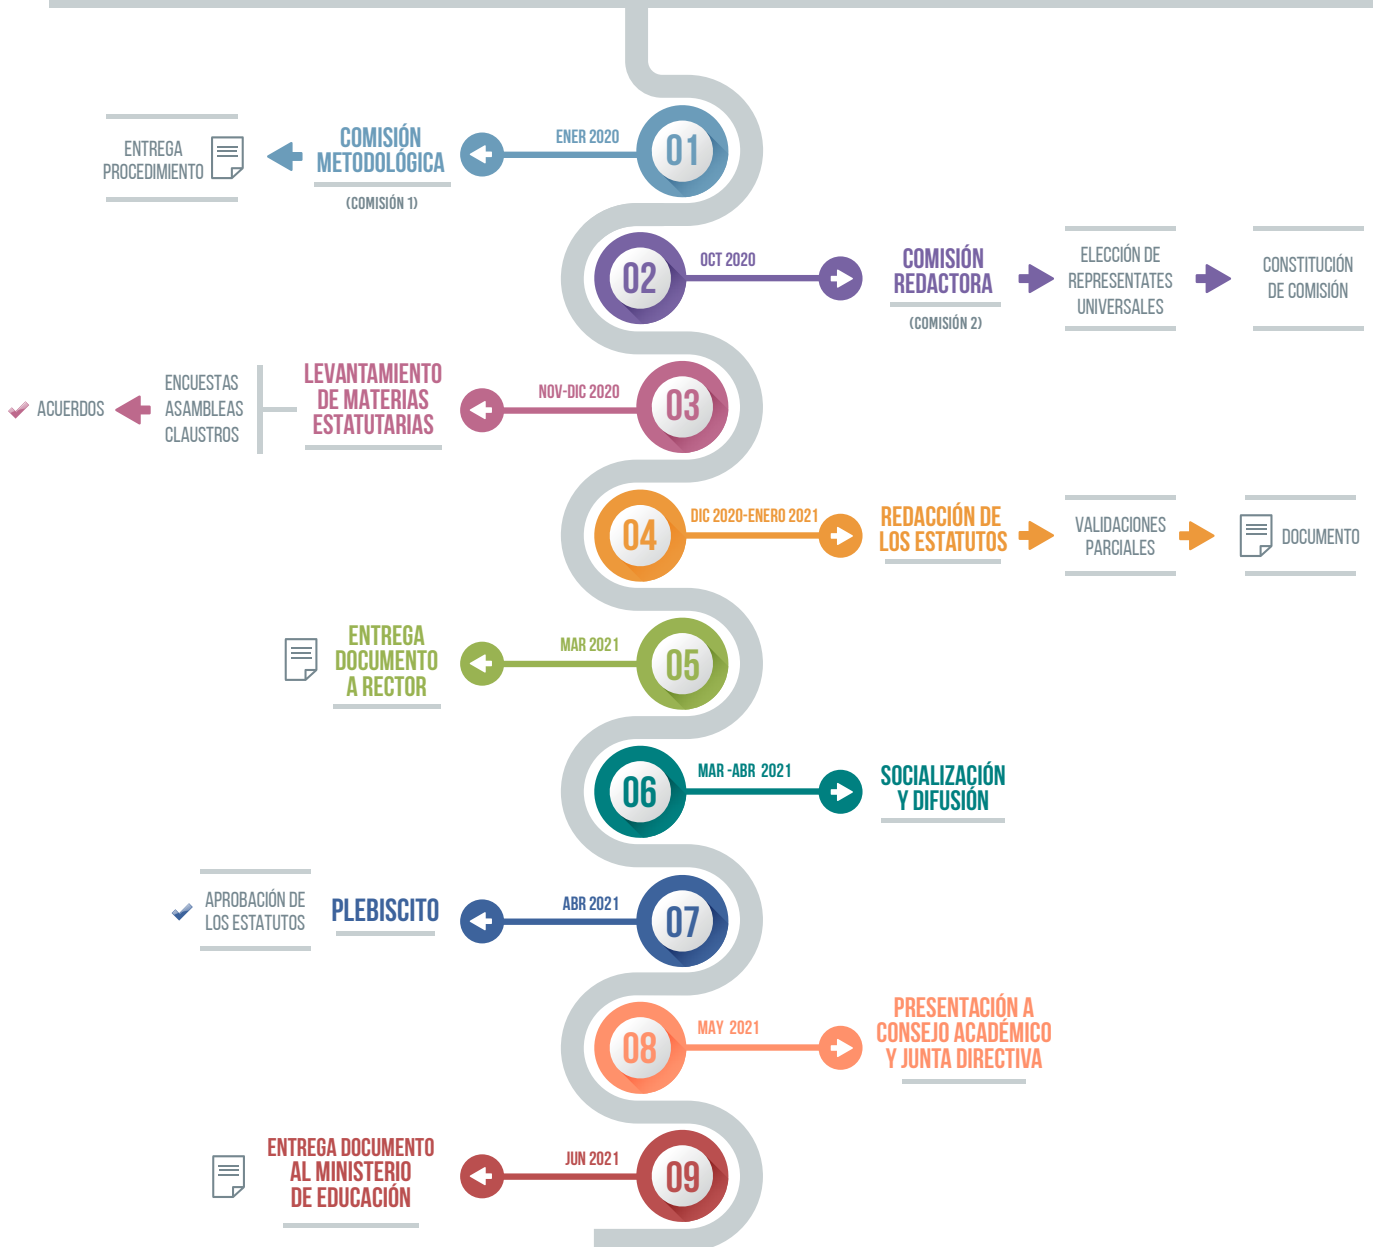 01
ENER 2020
COMISIÓN
METODOLÓGICA
(COMISIÓN 1)
ENTREGA
PROCEDIMIENTO
02
OCT 2020
COMISIÓN
REDACTORA
(COMISIÓN 2)
ELECCIÓN DE
REPRESENTATES
UNIVERSALES
CONSTITUCIÓN
DE COMISIÓN
03
NOV-DIC 2020
LEVANTAMIENTO
DE MATERIAS
ESTATUTARIAS
ENCUESTAS
ASAMBLEAS
CLAUSTROS
ACUERDOS
04
DIC 2020-ENERO 2021
REDACCIÓN DE
LOS ESTATUTOS
VALIDACIONES
PARCIALES
DOCUMENTO
05
MAR 2021
ENTREGA
DOCUMENTO
A RECTOR
06
MAR -ABR 2021
SOCIALIZACIÓN
Y DIFUSIÓN
07
ABR 2021
PLEBISCITO
APROBACIÓN DE
LOS ESTATUTOS
08
MAY 2021
PRESENTACIÓN A
CONSEJO ACADÉMICO
Y JUNTA DIRECTIVA
09
JUN 2021
ENTREGA DOCUMENTO
AL MINISTERIO
DE EDUCACIÓN